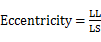 Eccentricity = LL/LS